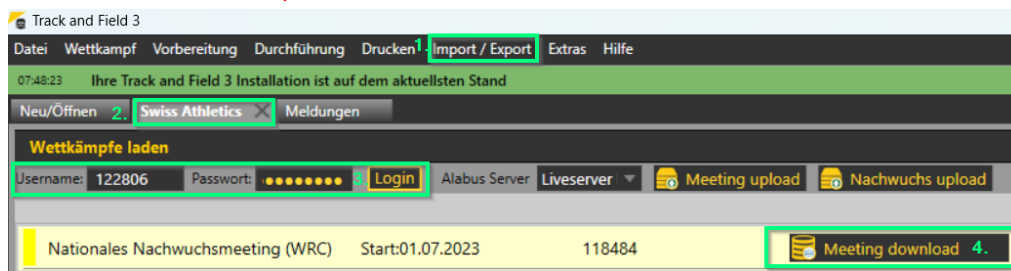 Track and Field 3
Datei Wettkampf Vorbereitung Durchführung Drucken 1 Import / Export Extras Hilfe
07:48:23 Ihre Track and Field 3 Installation ist auf dem aktuellsten Stand
Neu/Öffnen 2. Swiss Athletics Meldungen
Wettkämpfe laden
Username: 122806 Passwort: ●●●●●●●●● 3 Login Alabus Server Liveserver Meeting upload Nachwuchs upload
Nationales Nachwuchsmeeting (WRC) Start:01.07.2023 118484 Meeting download 4.